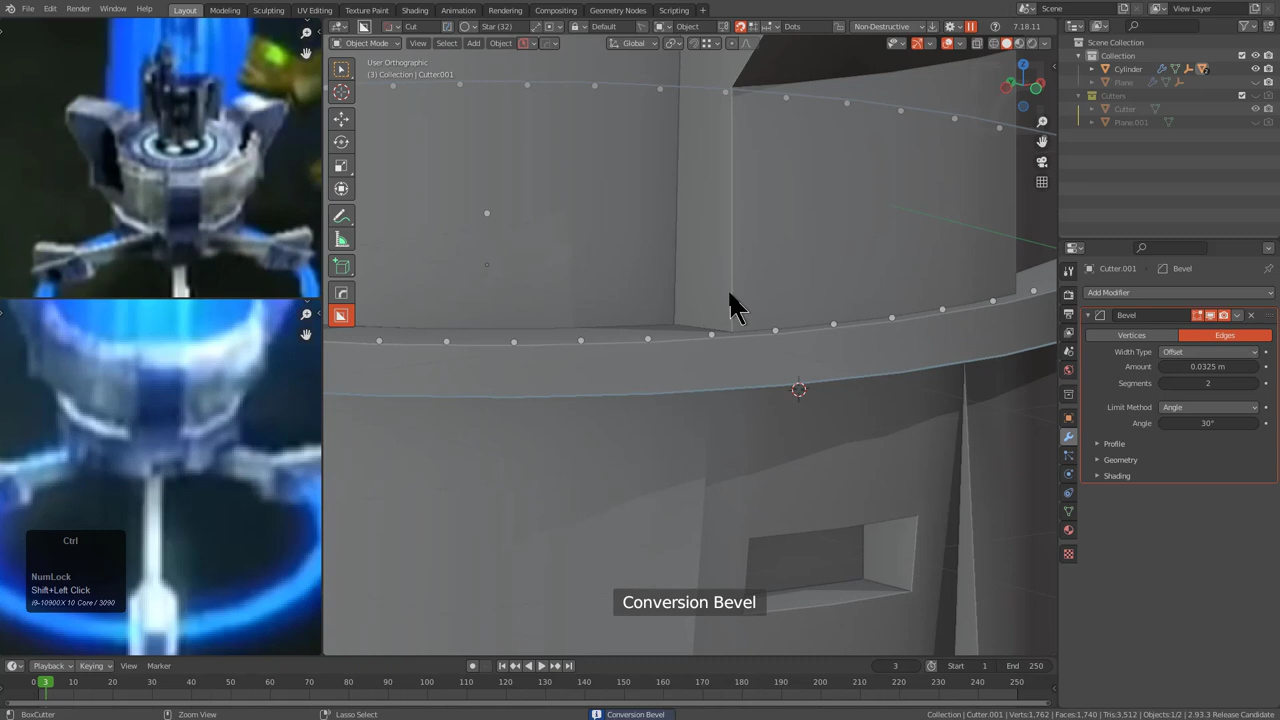 File Edit Render Window Help
Layout Modeling Sculpting UV Editing Texture Paint Shading Animation Rendering Compositing Geometry Nodes Scripting +
Scene
View Layer
Cut Star (32) Default Object Dots Non-Destructive 7.18.11
Object Mode View Select Add Object Global
User Orthographic
(3) Collection | Cutter.001
Scene Collection
Collection
Cylinder
Plane
Cutters
Cutter
Plane.001
Cutter.001 Bevel
Add Modifier
Bevel
Vertices Edges
Width Type Offset
Amount 0.0325 m
Segments 2
Limit Method Angle
Angle 30°
Profile
Geometry
Shading
Ctrl
NumLock
Shift+Left Click
i9-10900X 10 Core / 3090
Conversion Bevel
Playback Keying View Marker
3 Start 1 End 250
0 3 10 20 30 40 50 60 70 80 90 100 110 120 130 140 150 160 170 180 190 200 210 220 230 240 250
BoxCutter Zoom View Lasso Select Conversion Bevel Collection | Cutter.001 | Verts:1,762 | Faces:1,740 | Tris:3,512 | Objects:1/2 | 2.93.3 Release Candidate